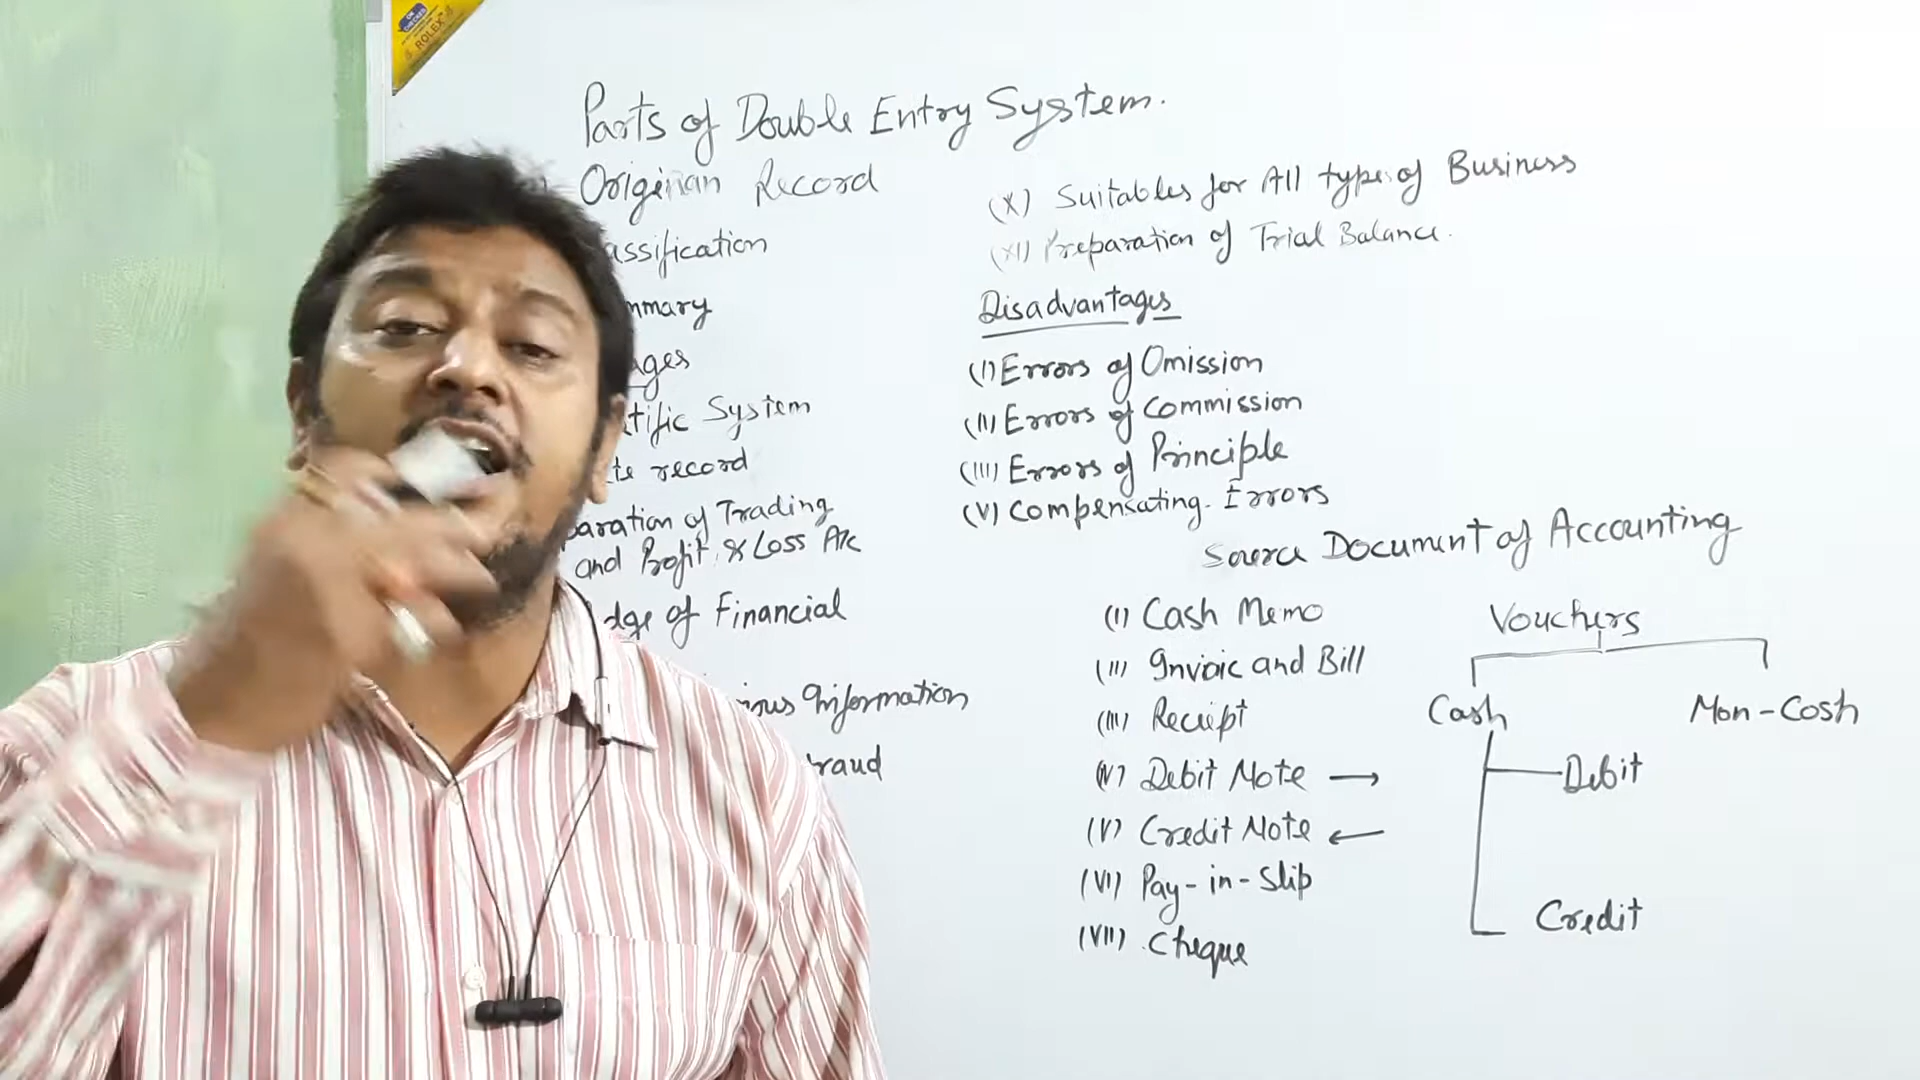 ROLEX
Parts of Double Entry System.
Originan Record
assification
mmary
ages
tific System
te record
paration of Trading
and Profit & Loss A/c
dge of Financial
ious Information
raud
(X) Suitables for All types of Business
(XI) Preparation of Trial Balance.
Disadvantages
(I) Errors of Omission
(II) Errors of Commission
(III) Errors of Principle
(V) Compensating. Errors
Source Document of Accounting
(I) Cash Memo
(II) Invoic and Bill
(III) Receipt
(IV) Debit Note →
(V) Credit Note ←
(VI) Pay-in-Slip
(VII) Cheque
Vouchers
Cash
Non-Cash
Debit
Credit